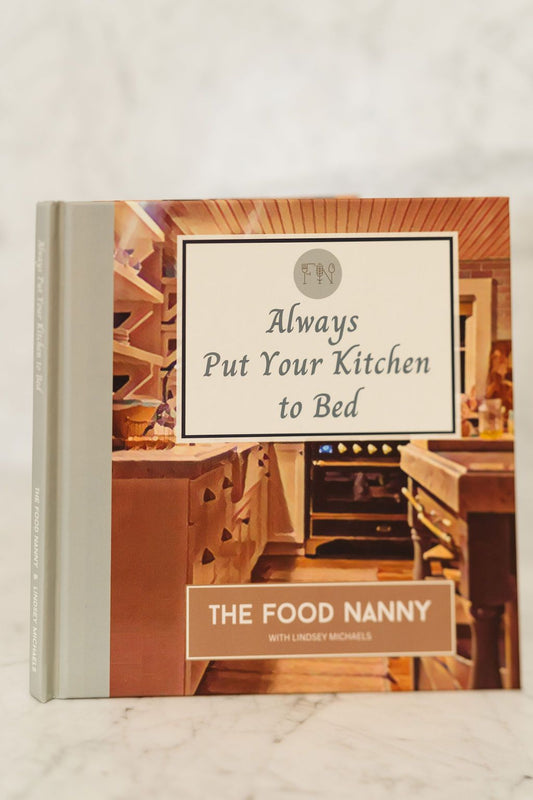 FN
Always
Put Your Kitchen
to Bed
THE FOOD NANNY
WITH LINDSEY MICHAELS
Always Put Your Kitchen to Bed
THE FOOD NANNY & LINDSEY MICHAELS